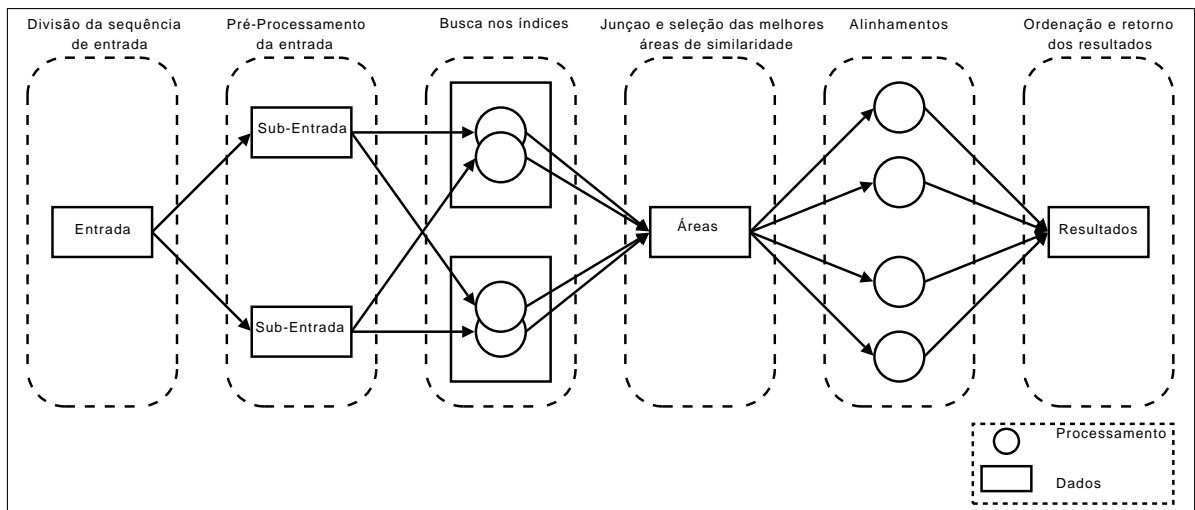 Divisão da sequência
de entrada
Pré-Processamento
da entrada
Busca nos índices
Junçao e seleção das melhores
áreas de similaridade
Alinhamentos
Ordenação e retorno
dos resultados
Entrada
Sub-Entrada
Sub-Entrada
Áreas
Resultados
Processamento
Dados